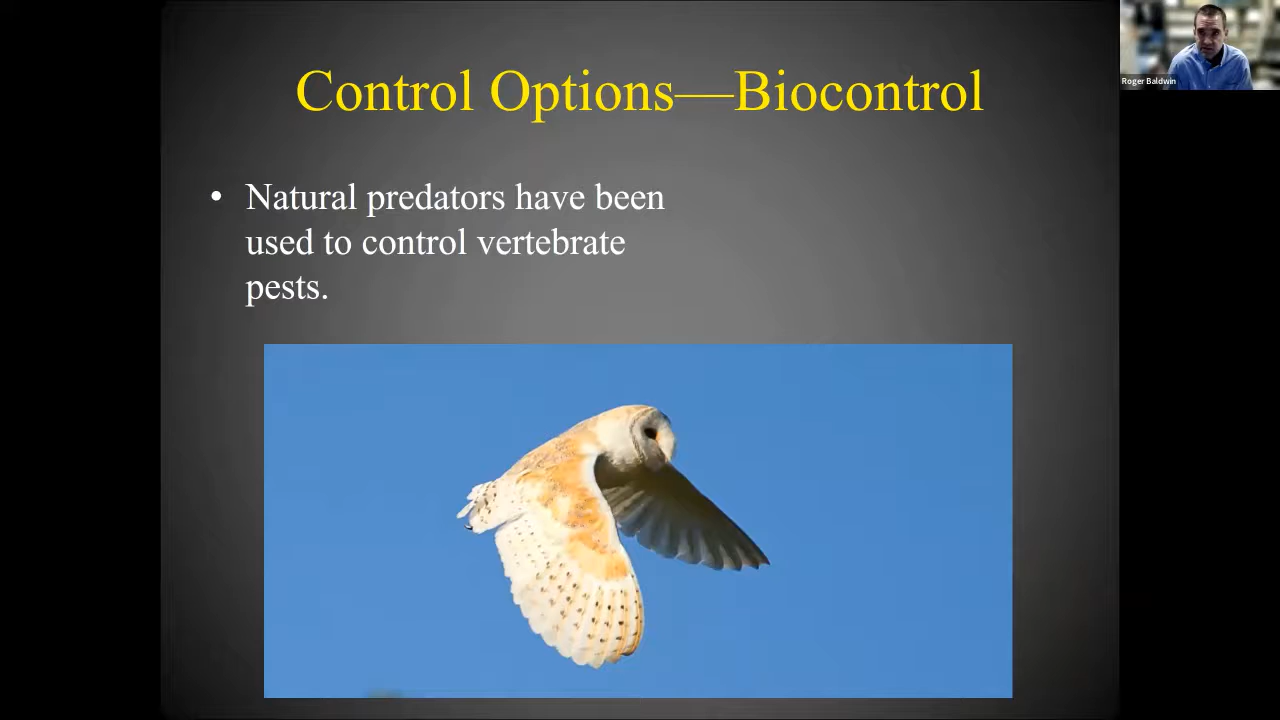 Control Options—Biocontrol
• Natural predators have been
used to control vertebrate
pests.
Roger Baldwin